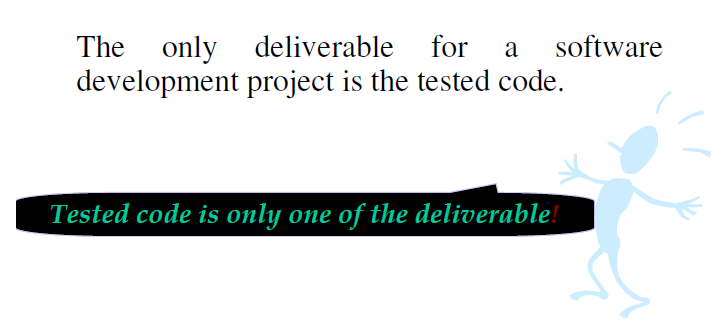 The only deliverable for a software
development project is the tested code.
Tested code is only one of the deliverable!